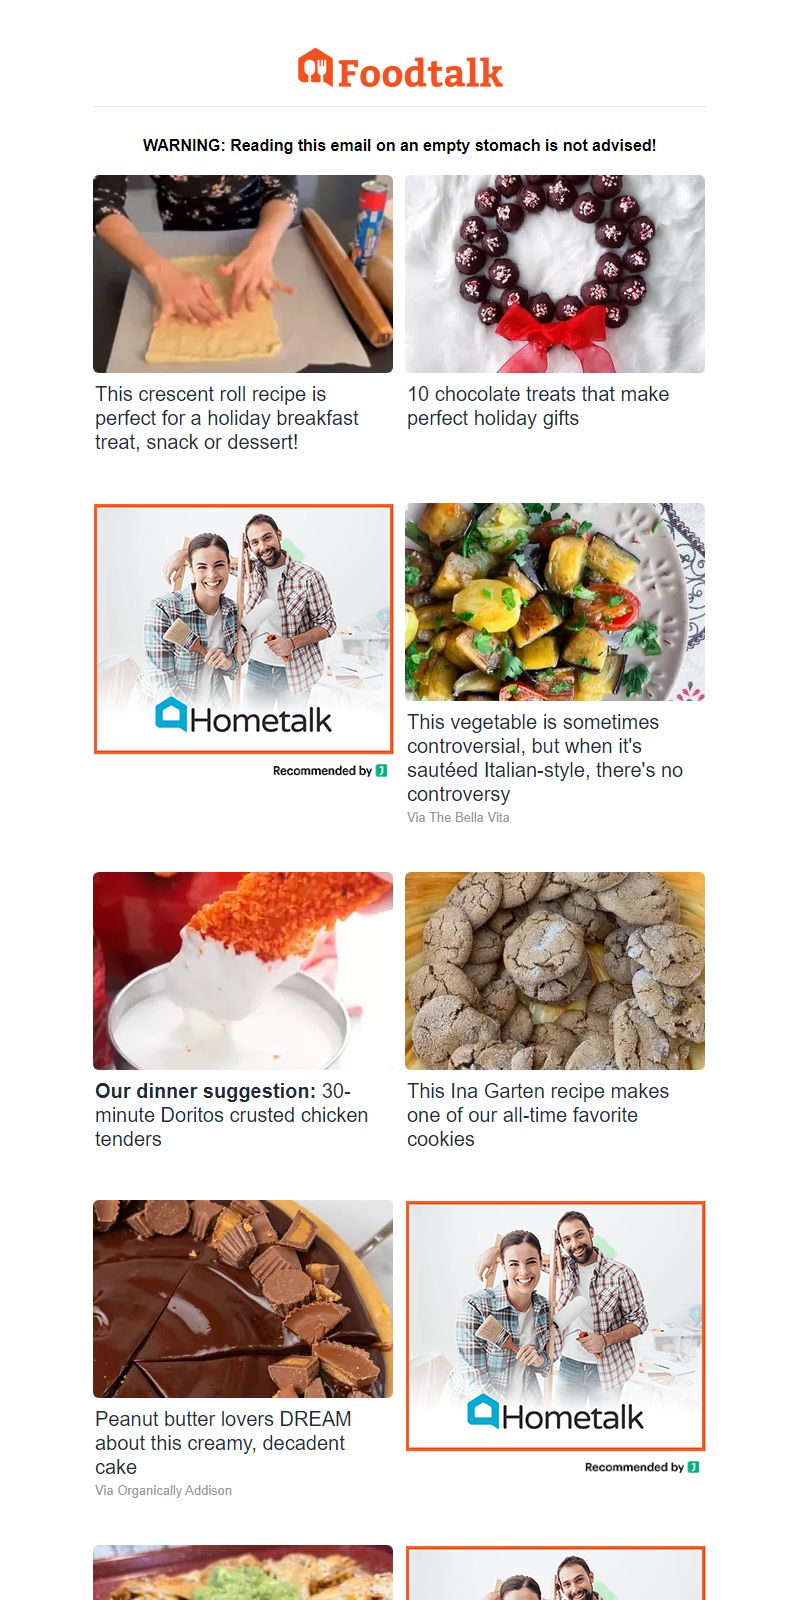 Foodtalk
WARNING: Reading this email on an empty stomach is not advised!
This crescent roll recipe is
perfect for a holiday breakfast
treat, snack or dessert!
10 chocolate treats that make
perfect holiday gifts
Hometalk
Recommended by
This vegetable is sometimes
controversial, but when it's
sautéed Italian-style, there's no
controversy
Via The Bella Vita
Our dinner suggestion: 30-
minute Doritos crusted chicken
tenders
This Ina Garten recipe makes
one of our all-time favorite
cookies
Peanut butter lovers DREAM
about this creamy, decadent
cake
Via Organically Addison
Hometalk
Recommended by